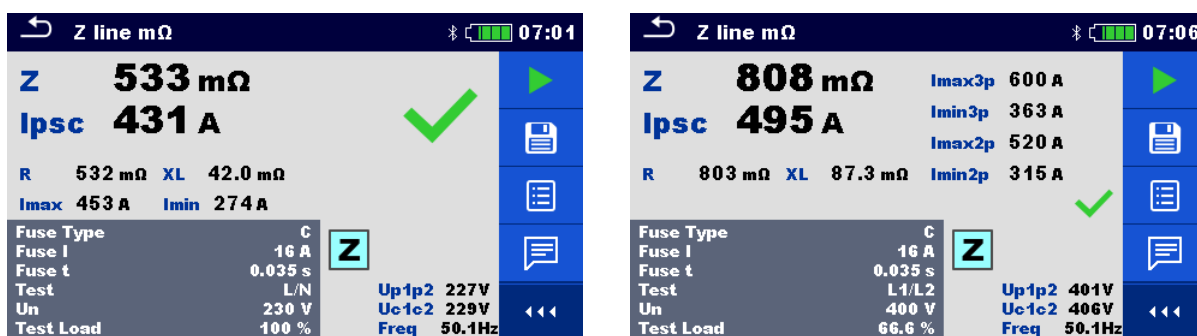 Z line mΩ
07:01
Z 533 mΩ
Ipsc 431 A
R 532 mΩ XL 42.0 mΩ
Imax 453 A Imin 274 A
Fuse Type C
Fuse I 16 A
Fuse t 0.035 s
Test L/N
Un 230 V
Test Load 100 %
Z
Up1p2 227V
Uc1c2 229V
Freq 50.1Hz
Z line mΩ
07:06
Z 808 mΩ
Ipsc 495 A
Imax3p 600 A
Imin3p 363 A
Imax2p 520 A
R 803 mΩ XL 87.3 mΩ Imin2p 315 A
Fuse Type C
Fuse I 16 A
Fuse t 0.035 s
Test L1/L2
Un 400 V
Test Load 66.6 %
Z
Up1p2 401V
Uc1c2 406V
Freq 50.1Hz